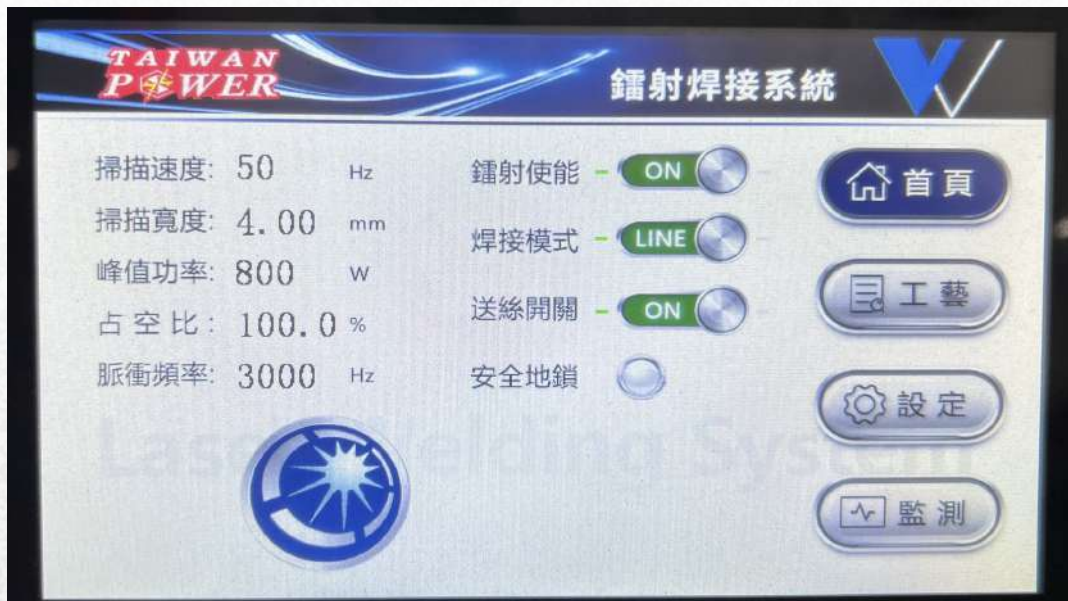 TAIWAN
POWER
鐳射焊接系統
掃描速度: 50 Hz
掃描寬度: 4.00 mm
峰值功率: 800 W
占空比: 100.0 %
脈衝頻率: 3000 Hz
鐳射使能 ON
焊接模式 LINE
送絲開關 ON
安全地鎖
首頁
工藝
設定
監測
Laser Welding System